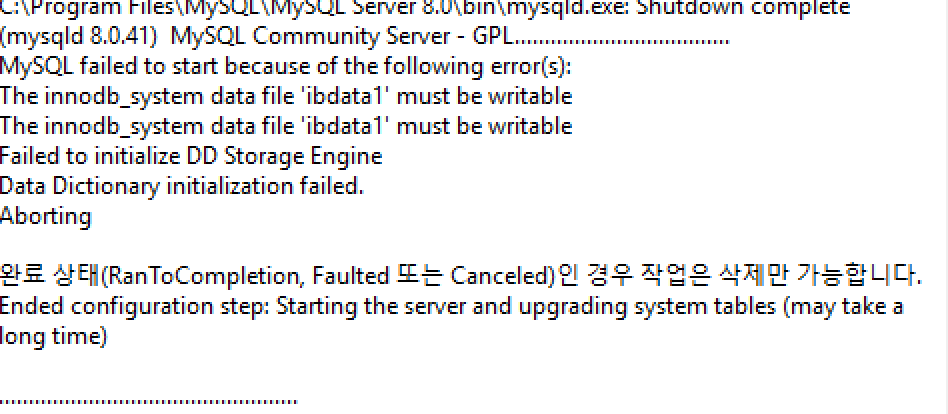 C:\Program Files\MySQL\MySQL Server 8.0\bin\mysqld.exe: Shutdown complete
(mysqld 8.0.41)  MySQL Community Server - GPL....................................
MySQL failed to start because of the following error(s):
The innodb_system data file 'ibdata1' must be writable
The innodb_system data file 'ibdata1' must be writable
Failed to initialize DD Storage Engine
Data Dictionary initialization failed.
Aborting
완료 상태(RanToCompletion, Faulted 또는 Canceled)인 경우 작업은 삭제만 가능합니다.
Ended configuration step: Starting the server and upgrading system tables (may take a
long time)
..................................................